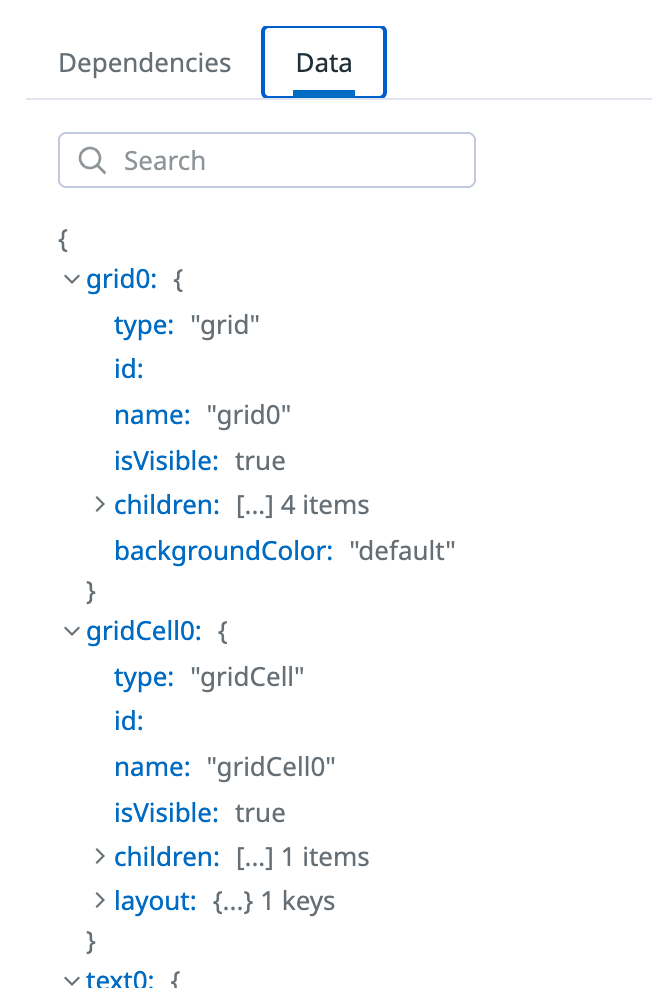 Dependencies Data
Search
{
grid0: {
type: "grid"
id:
name: "grid0"
isVisible: true
children: [...] 4 items
backgroundColor: "default"
}
gridCell0: {
type: "gridCell"
id:
name: "gridCell0"
isVisible: true
children: [...] 1 items
layout: {...} 1 keys
}
text0: {